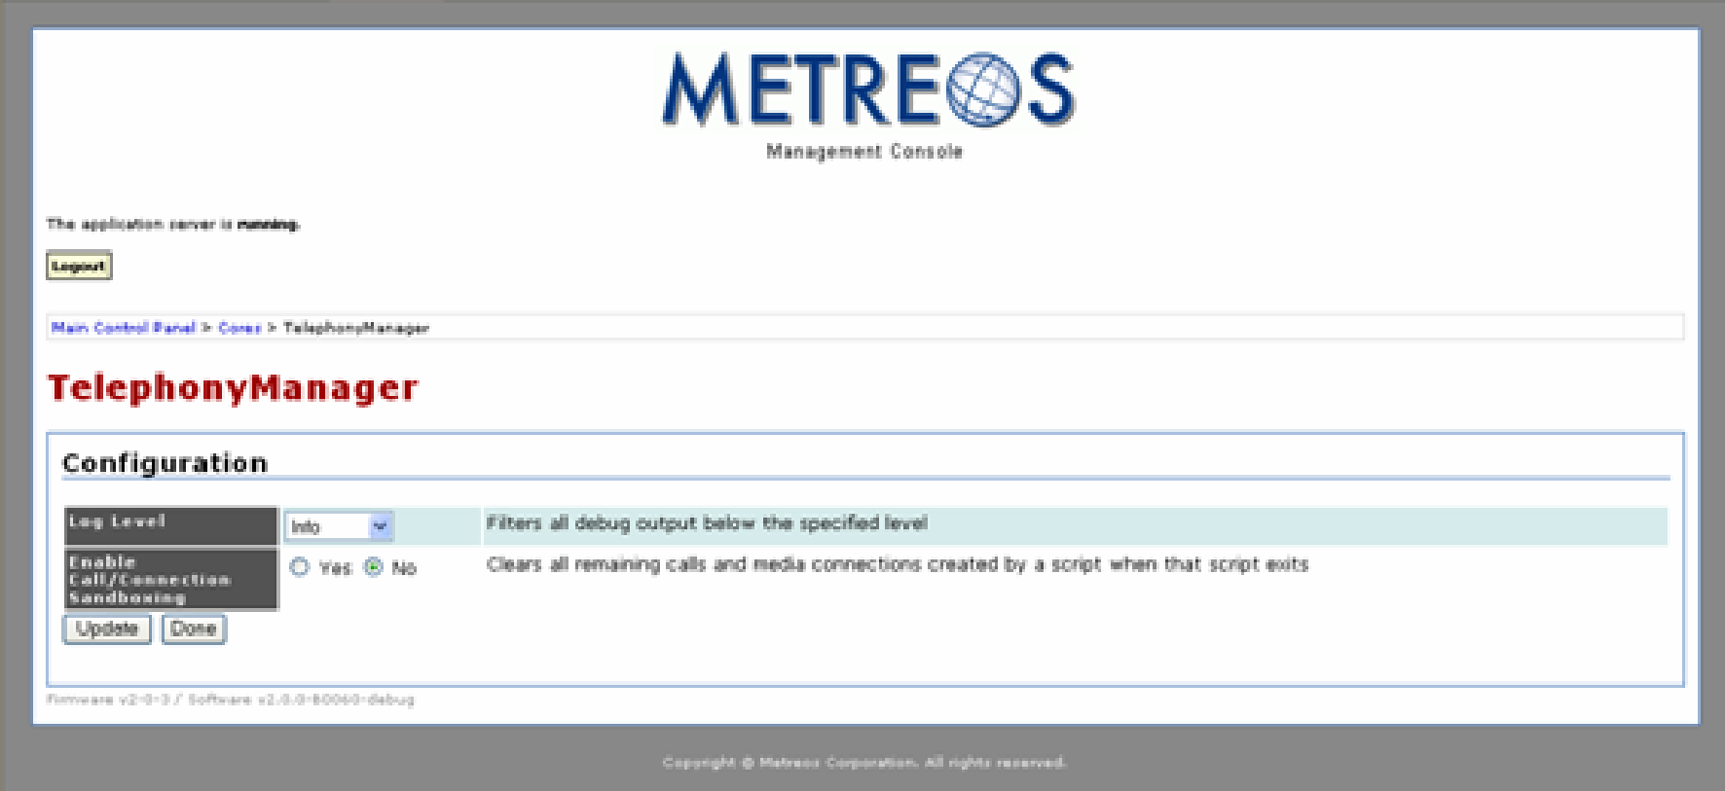 METREOS
Management Console
The application server is running.
Logout
Main Control Panel > Cores > TelephonyManager
TelephonyManager
Configuration
Log Level
Info
Filters all debug output below the specified level
Enable
Call/Connection
Sandboxing
Yes No
Clears all remaining calls and media connections created by a script when that script exits
Update Done
Firmware v2-0-3 / Software v2.0.0-B0060-debug
Copyright © Metreos Corporation. All rights reserved.